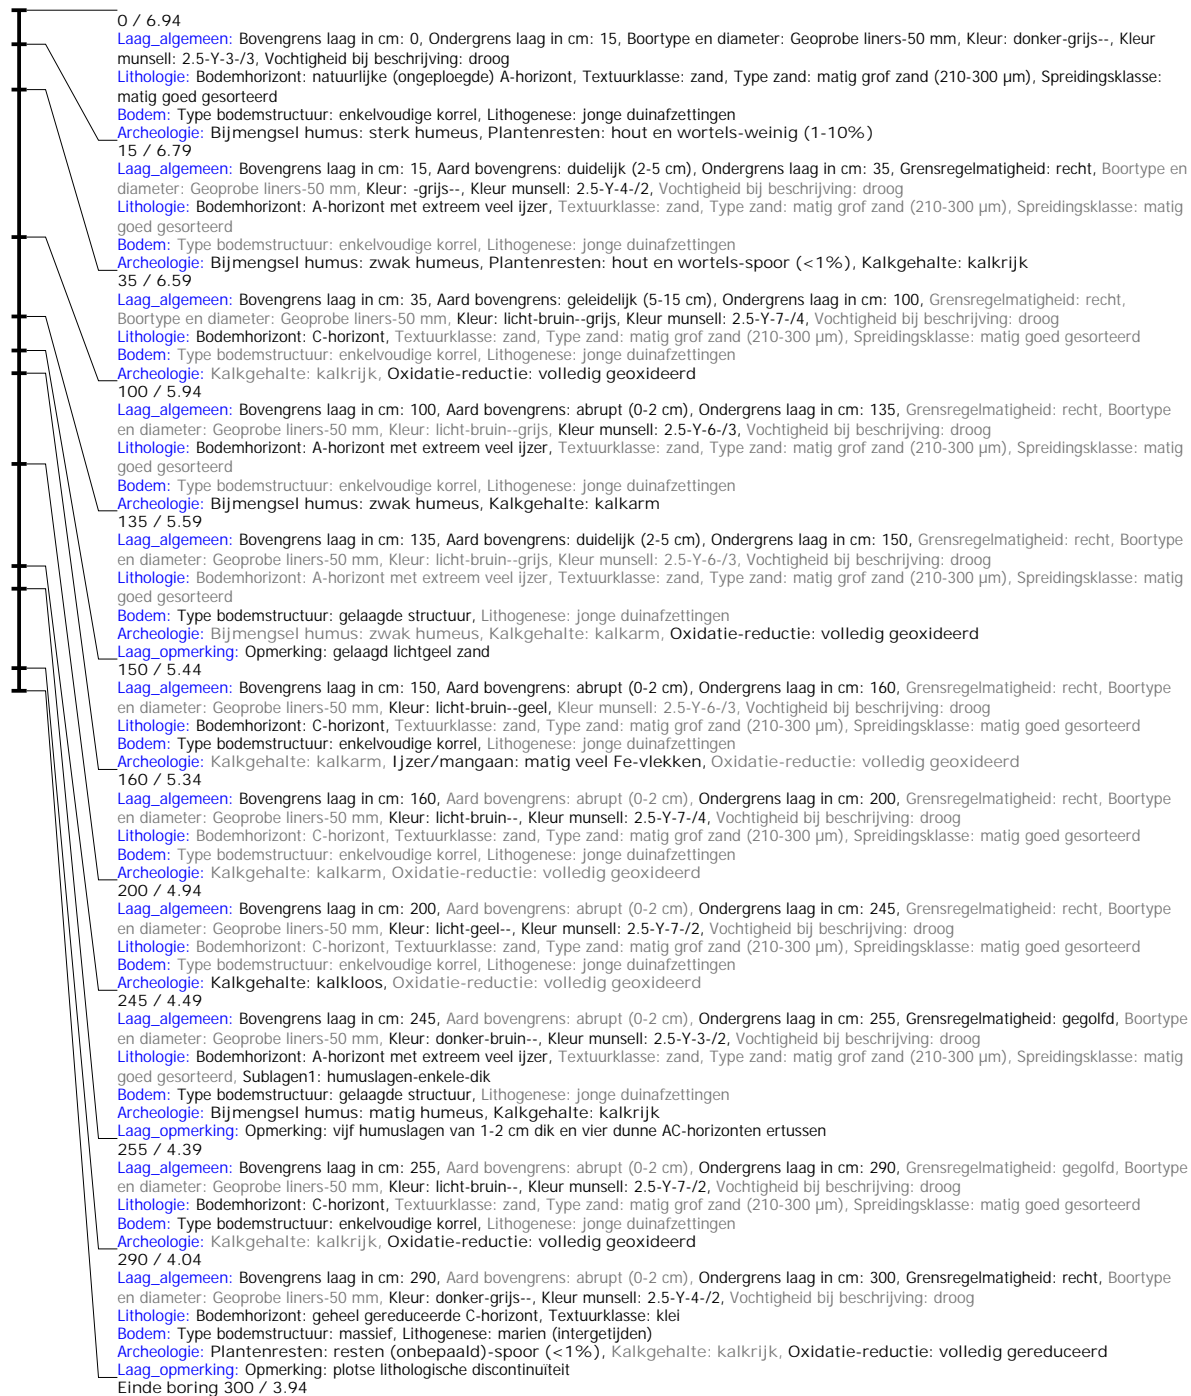 0 / 6.94
Laag_algemeen: Bovengrens laag in cm: 0, Ondergrens laag in cm: 15, Boortype en diameter: Geoprobe liners-50 mm, Kleur: donker-grijs--, Kleur
munsell: 2.5-Y-3-/3, Vochtigheid bij beschrijving: droog
Lithologie: Bodemhorizont: natuurlijke (ongeploegde) A-horizont, Textuurklasse: zand, Type zand: matig grof zand (210-300 µm), Spreidingsklasse:
matig goed gesorteerd
Bodem: Type bodemstructuur: enkelvoudige korrel, Lithogenese: jonge duinafzettingen
Archeologie: Bijmengsel humus: sterk humeus, Plantenresten: hout en wortels-weinig (1-10%)
15 / 6.79
Laag_algemeen: Bovengrens laag in cm: 15, Aard bovengrens: duidelijk (2-5 cm), Ondergrens laag in cm: 35, Grensregelmatigheid: recht, Boortype en
diameter: Geoprobe liners-50 mm, Kleur: -grijs--, Kleur munsell: 2.5-Y-4-/2, Vochtigheid bij beschrijving: droog
Lithologie: Bodemhorizont: A-horizont met extreem veel ijzer, Textuurklasse: zand, Type zand: matig grof zand (210-300 µm), Spreidingsklasse: matig
goed gesorteerd
Bodem: Type bodemstructuur: enkelvoudige korrel, Lithogenese: jonge duinafzettingen
Archeologie: Bijmengsel humus: zwak humeus, Plantenresten: hout en wortels-spoor (<1%), Kalkgehalte: kalkrijk
35 / 6.59
Laag_algemeen: Bovengrens laag in cm: 35, Aard bovengrens: geleidelijk (5-15 cm), Ondergrens laag in cm: 100, Grensregelmatigheid: recht,
Boortype en diameter: Geoprobe liners-50 mm, Kleur: licht-bruin--grijs, Kleur munsell: 2.5-Y-7-/4, Vochtigheid bij beschrijving: droog
Lithologie: Bodemhorizont: C-horizont, Textuurklasse: zand, Type zand: matig grof zand (210-300 µm), Spreidingsklasse: matig goed gesorteerd
Bodem: Type bodemstructuur: enkelvoudige korrel, Lithogenese: jonge duinafzettingen
Archeologie: Kalkgehalte: kalkrijk, Oxidatie-reductie: volledig geoxideerd
100 / 5.94
Laag_algemeen: Bovengrens laag in cm: 100, Aard bovengrens: abrupt (0-2 cm), Ondergrens laag in cm: 135, Grensregelmatigheid: recht, Boortype
en diameter: Geoprobe liners-50 mm, Kleur: licht-bruin--grijs, Kleur munsell: 2.5-Y-6-/3, Vochtigheid bij beschrijving: droog
Lithologie: Bodemhorizont: A-horizont met extreem veel ijzer, Textuurklasse: zand, Type zand: matig grof zand (210-300 µm), Spreidingsklasse: matig
goed gesorteerd
Bodem: Type bodemstructuur: enkelvoudige korrel, Lithogenese: jonge duinafzettingen
Archeologie: Bijmengsel humus: zwak humeus, Kalkgehalte: kalkarm
135 / 5.59
Laag_algemeen: Bovengrens laag in cm: 135, Aard bovengrens: duidelijk (2-5 cm), Ondergrens laag in cm: 150, Grensregelmatigheid: recht, Boortype
en diameter: Geoprobe liners-50 mm, Kleur: licht-bruin--grijs, Kleur munsell: 2.5-Y-6-/3, Vochtigheid bij beschrijving: droog
Lithologie: Bodemhorizont: A-horizont met extreem veel ijzer, Textuurklasse: zand, Type zand: matig grof zand (210-300 µm), Spreidingsklasse: matig
goed gesorteerd
Bodem: Type bodemstructuur: gelaagde structuur, Lithogenese: jonge duinafzettingen
Archeologie: Bijmengsel humus: zwak humeus, Kalkgehalte: kalkarm, Oxidatie-reductie: volledig geoxideerd
Laag_opmerking: Opmerking: gelaagd lichtgeel zand
150 / 5.44
Laag_algemeen: Bovengrens laag in cm: 150, Aard bovengrens: abrupt (0-2 cm), Ondergrens laag in cm: 160, Grensregelmatigheid: recht, Boortype
en diameter: Geoprobe liners-50 mm, Kleur: licht-bruin--geel, Kleur munsell: 2.5-Y-6-/3, Vochtigheid bij beschrijving: droog
Lithologie: Bodemhorizont: C-horizont, Textuurklasse: zand, Type zand: matig grof zand (210-300 µm), Spreidingsklasse: matig goed gesorteerd
Bodem: Type bodemstructuur: enkelvoudige korrel, Lithogenese: jonge duinafzettingen
Archeologie: Kalkgehalte: kalkarm, Ijzer/mangaan: matig veel Fe-vlekken, Oxidatie-reductie: volledig geoxideerd
160 / 5.34
Laag_algemeen: Bovengrens laag in cm: 160, Aard bovengrens: abrupt (0-2 cm), Ondergrens laag in cm: 200, Grensregelmatigheid: recht, Boortype
en diameter: Geoprobe liners-50 mm, Kleur: licht-bruin--, Kleur munsell: 2.5-Y-7-/4, Vochtigheid bij beschrijving: droog
Lithologie: Bodemhorizont: C-horizont, Textuurklasse: zand, Type zand: matig grof zand (210-300 µm), Spreidingsklasse: matig goed gesorteerd
Bodem: Type bodemstructuur: enkelvoudige korrel, Lithogenese: jonge duinafzettingen
Archeologie: Kalkgehalte: kalkarm, Oxidatie-reductie: volledig geoxideerd
200 / 4.94
Laag_algemeen: Bovengrens laag in cm: 200, Aard bovengrens: abrupt (0-2 cm), Ondergrens laag in cm: 245, Grensregelmatigheid: recht, Boortype
en diameter: Geoprobe liners-50 mm, Kleur: licht-geel--, Kleur munsell: 2.5-Y-7-/2, Vochtigheid bij beschrijving: droog
Lithologie: Bodemhorizont: C-horizont, Textuurklasse: zand, Type zand: matig grof zand (210-300 µm), Spreidingsklasse: matig goed gesorteerd
Bodem: Type bodemstructuur: enkelvoudige korrel, Lithogenese: jonge duinafzettingen
Archeologie: Kalkgehalte: kalkloos, Oxidatie-reductie: volledig geoxideerd
245 / 4.49
Laag_algemeen: Bovengrens laag in cm: 245, Aard bovengrens: abrupt (0-2 cm), Ondergrens laag in cm: 255, Grensregelmatigheid: gegolfd, Boortype
en diameter: Geoprobe liners-50 mm, Kleur: donker-bruin--, Kleur munsell: 2.5-Y-3-/2, Vochtigheid bij beschrijving: droog
Lithologie: Bodemhorizont: A-horizont met extreem veel ijzer, Textuurklasse: zand, Type zand: matig grof zand (210-300 µm), Spreidingsklasse: matig
goed gesorteerd, Sublagen1: humuslagen-enkele-dik
Bodem: Type bodemstructuur: gelaagde structuur, Lithogenese: jonge duinafzettingen
Archeologie: Bijmengsel humus: matig humeus, Kalkgehalte: kalkrijk
Laag_opmerking: Opmerking: vijf humuslagen van 1-2 cm dik en vier dunne AC-horizonten ertussen
255 / 4.39
Laag_algemeen: Bovengrens laag in cm: 255, Aard bovengrens: abrupt (0-2 cm), Ondergrens laag in cm: 290, Grensregelmatigheid: gegolfd, Boortype
en diameter: Geoprobe liners-50 mm, Kleur: licht-bruin--, Kleur munsell: 2.5-Y-7-/2, Vochtigheid bij beschrijving: droog
Lithologie: Bodemhorizont: C-horizont, Textuurklasse: zand, Type zand: matig grof zand (210-300 µm), Spreidingsklasse: matig goed gesorteerd
Bodem: Type bodemstructuur: enkelvoudige korrel, Lithogenese: jonge duinafzettingen
Archeologie: Kalkgehalte: kalkrijk, Oxidatie-reductie: volledig geoxideerd
290 / 4.04
Laag_algemeen: Bovengrens laag in cm: 290, Aard bovengrens: abrupt (0-2 cm), Ondergrens laag in cm: 300, Grensregelmatigheid: recht, Boortype
en diameter: Geoprobe liners-50 mm, Kleur: donker-grijs--, Kleur munsell: 2.5-Y-4-/2, Vochtigheid bij beschrijving: droog
Lithologie: Bodemhorizont: geheel gereduceerde C-horizont, Textuurklasse: klei
Bodem: Type bodemstructuur: massief, Lithogenese: marien (intergetijden)
Archeologie: Plantenresten: resten (onbepaald)-spoor (<1%), Kalkgehalte: kalkrijk, Oxidatie-reductie: volledig gereduceerd
Laag_opmerking: Opmerking: plotse lithologische discontinuïteit
Einde boring 300 / 3.94